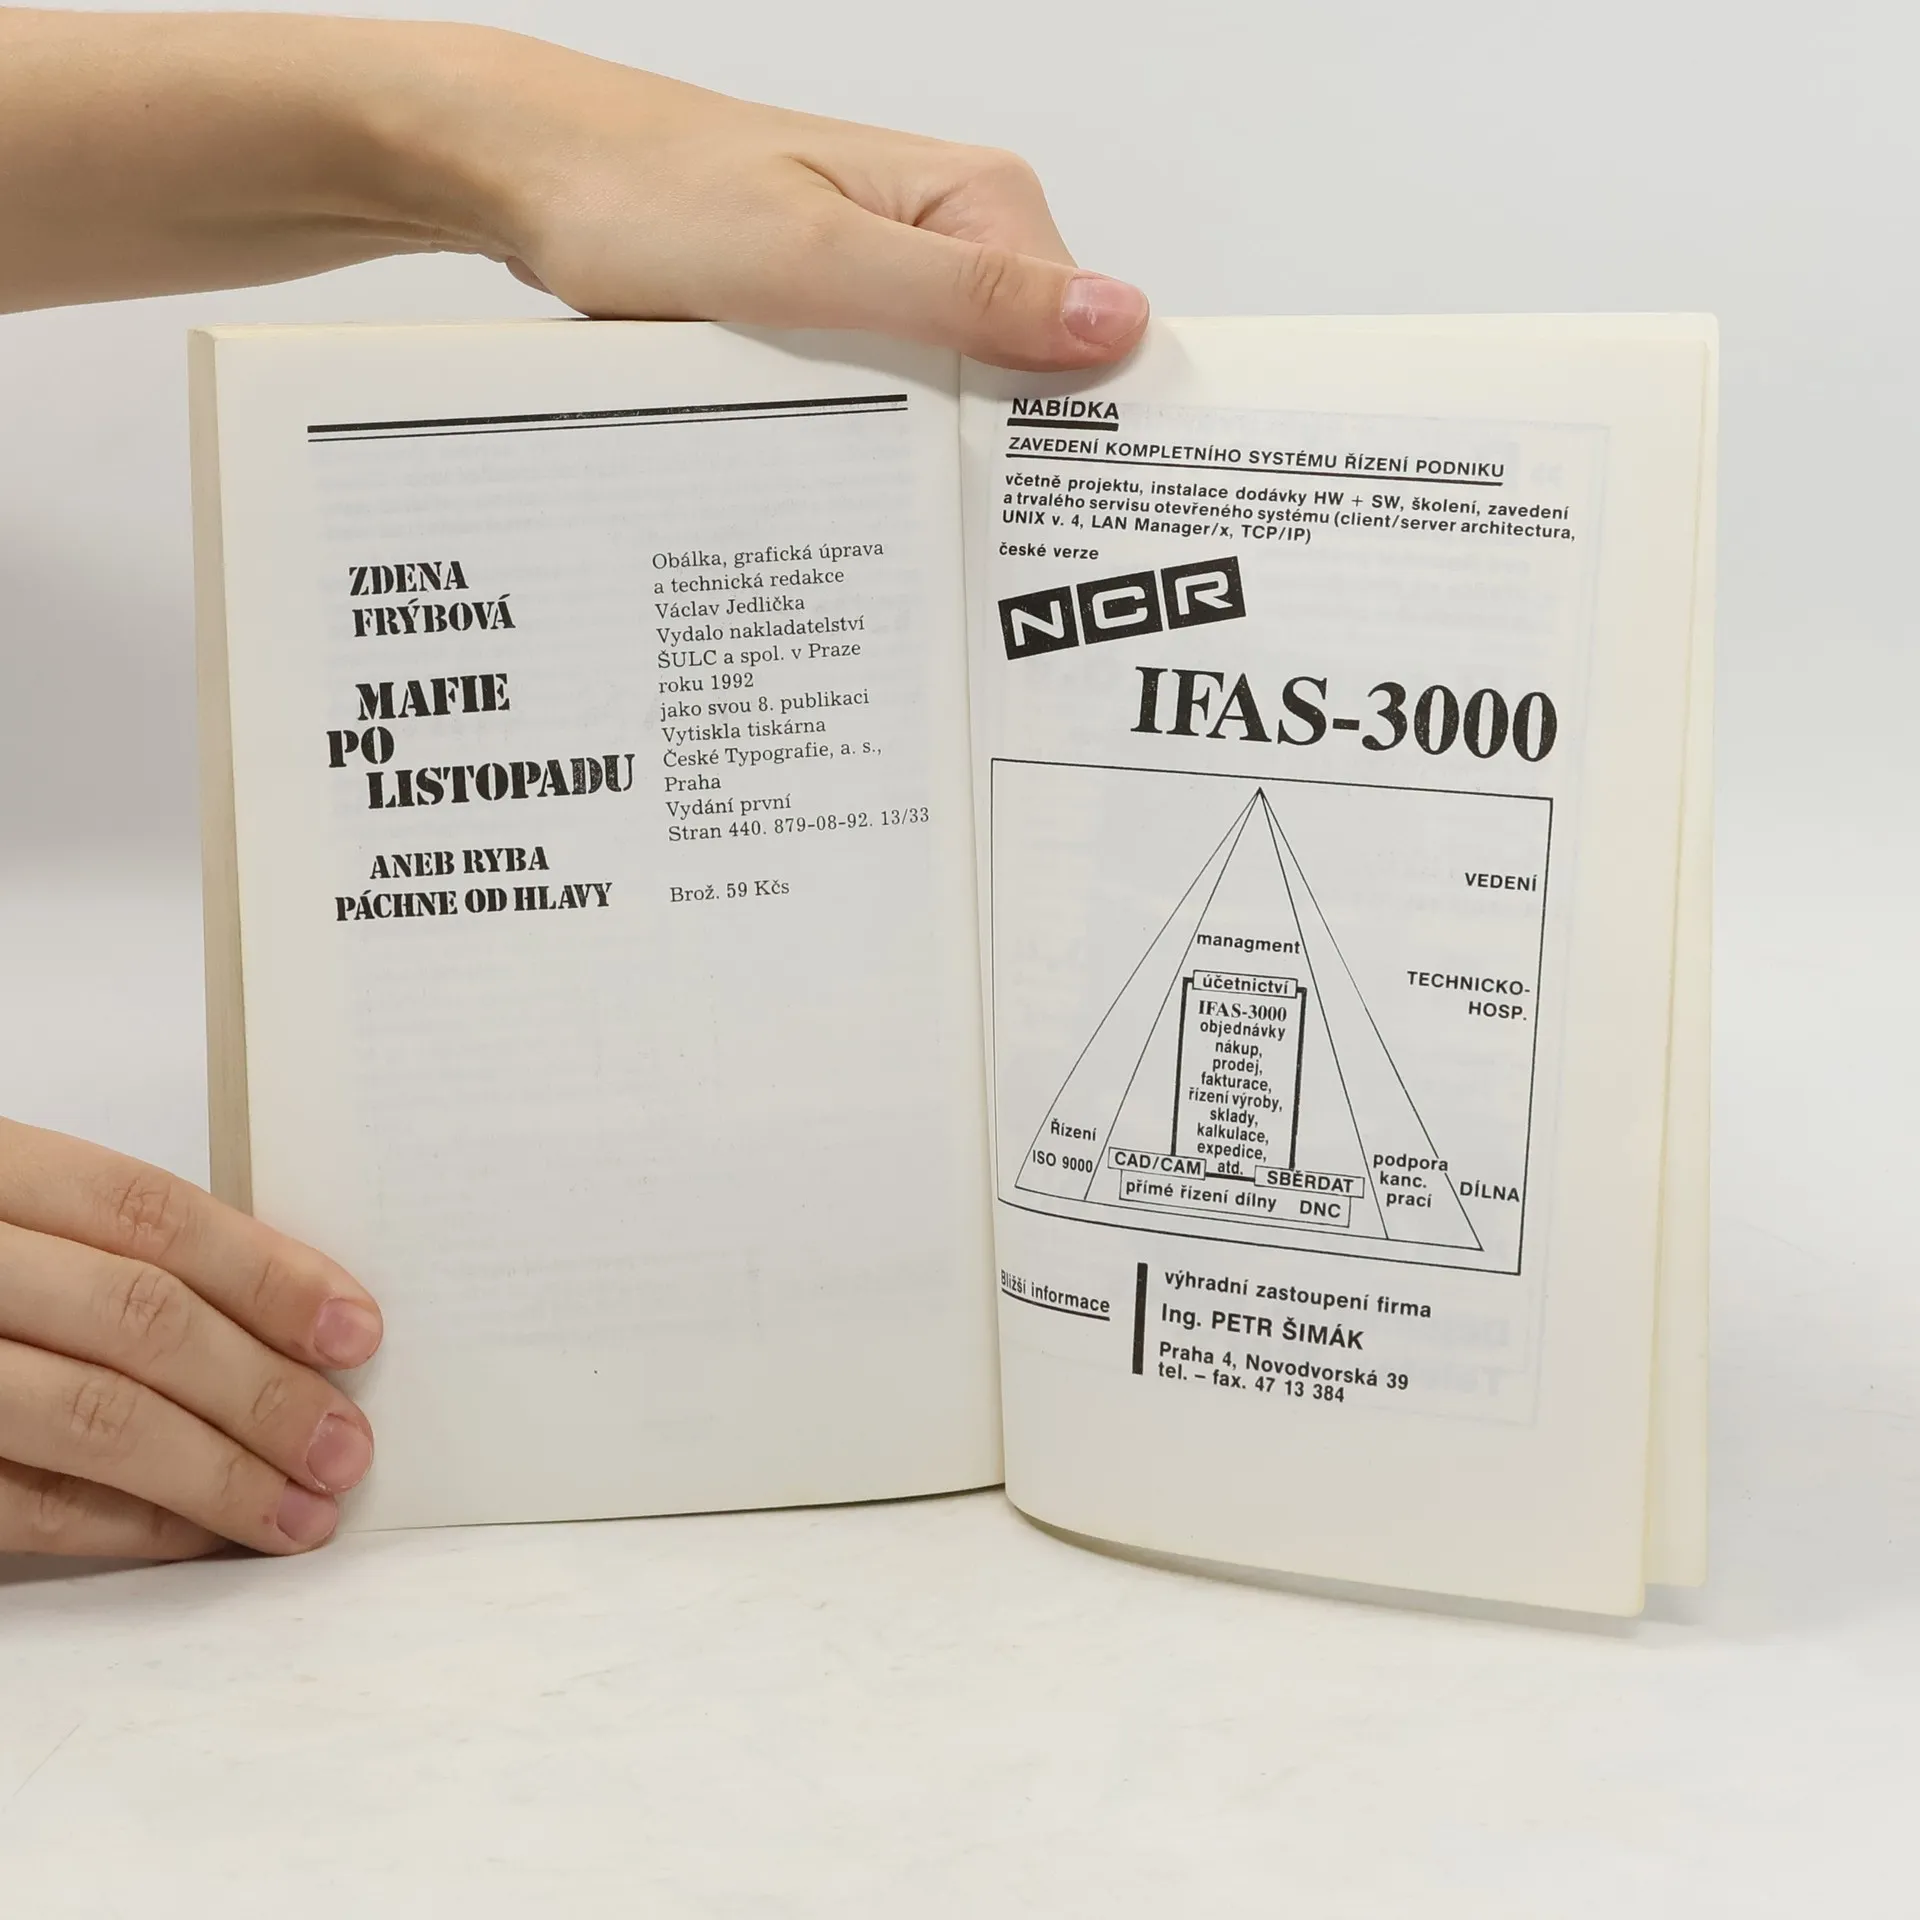 ZDENA
FRÝBOVÁ
MAFIE
PO
LISTOPADU
ANEB RYBA
PÁCHNE OD HLAVY
Obálka, grafická úprava
a technická redakce
Václav Jedlička
Vydalo nakladatelství
ŠULC a spol. v Praze
roku 1992
jako svou 8. publikaci
Vytiskla tiskárna
České Typografie, a. s.,
Praha
Vydání první
Stran 440. 879-08-92. 13/33
Brož. 59 Kčs
NABÍDKA
ZAVEDENÍ KOMPLETNÍHO SYSTÉMU ŘÍZENÍ PODNIKU
včetně projektu, instalace dodávky HW + SW, školení, zavedení
a trvalého servisu otevřeného systému (client/server architectura,
UNIX v. 4, LAN Manager/x, TCP/IP)
české verze
NCR
IFAS-3000
VEDENÍ
managment
TECHNICKO-
HOSP.
účetnictví
IFAS-3000
objednávky
nákup,
prodej,
fakturace,
řízení výroby,
sklady,
kalkulace,
expedice,
atd.
Řízení
ISO 9000
CAD/CAM
SBĚRDAT
přímé řízení dílny DNC
podpora
kanc.
prací
DÍLNA
Bližší informace
výhradní zastoupení firma
Ing. PETR ŠIMÁK
Praha 4, Novodvorská 39
tel. – fax. 47 13 384